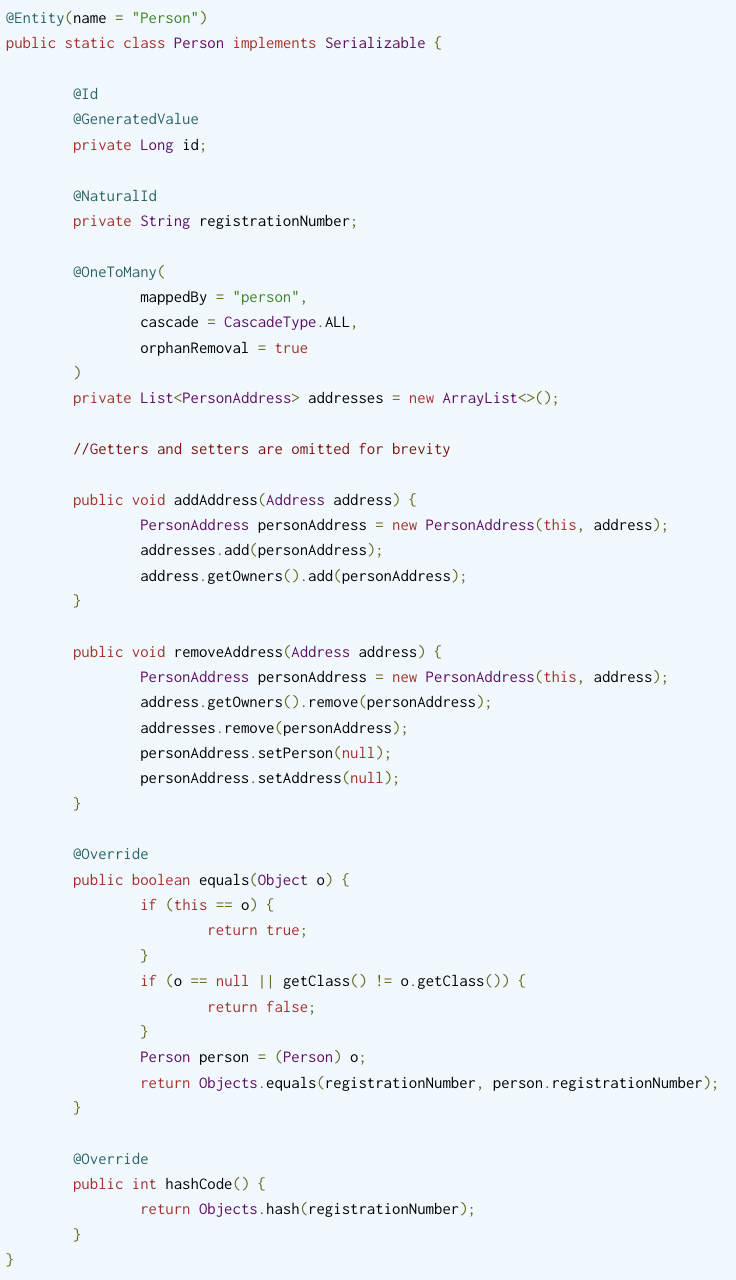 @Entity(name = "Person")
public static class Person implements Serializable {
@Id
@GeneratedValue
private Long id;
@NaturalId
private String registrationNumber;
@OneToMany(
mappedBy = "person",
cascade = CascadeType.ALL,
orphanRemoval = true
)
private List<PersonAddress> addresses = new ArrayList<>();
//Getters and setters are omitted for brevity
public void addAddress(Address address) {
PersonAddress personAddress = new PersonAddress(this, address);
addresses.add(personAddress);
address.getOwners().add(personAddress);
}
public void removeAddress(Address address) {
PersonAddress personAddress = new PersonAddress(this, address);
address.getOwners().remove(personAddress);
addresses.remove(personAddress);
personAddress.setPerson(null);
personAddress.setAddress(null);
}
@Override
public boolean equals(Object o) {
if (this == o) {
return true;
}
if (o == null || getClass() != o.getClass()) {
return false;
}
Person person = (Person) o;
return Objects.equals(registrationNumber, person.registrationNumber);
}
@Override
public int hashCode() {
return Objects.hash(registrationNumber);
}
}